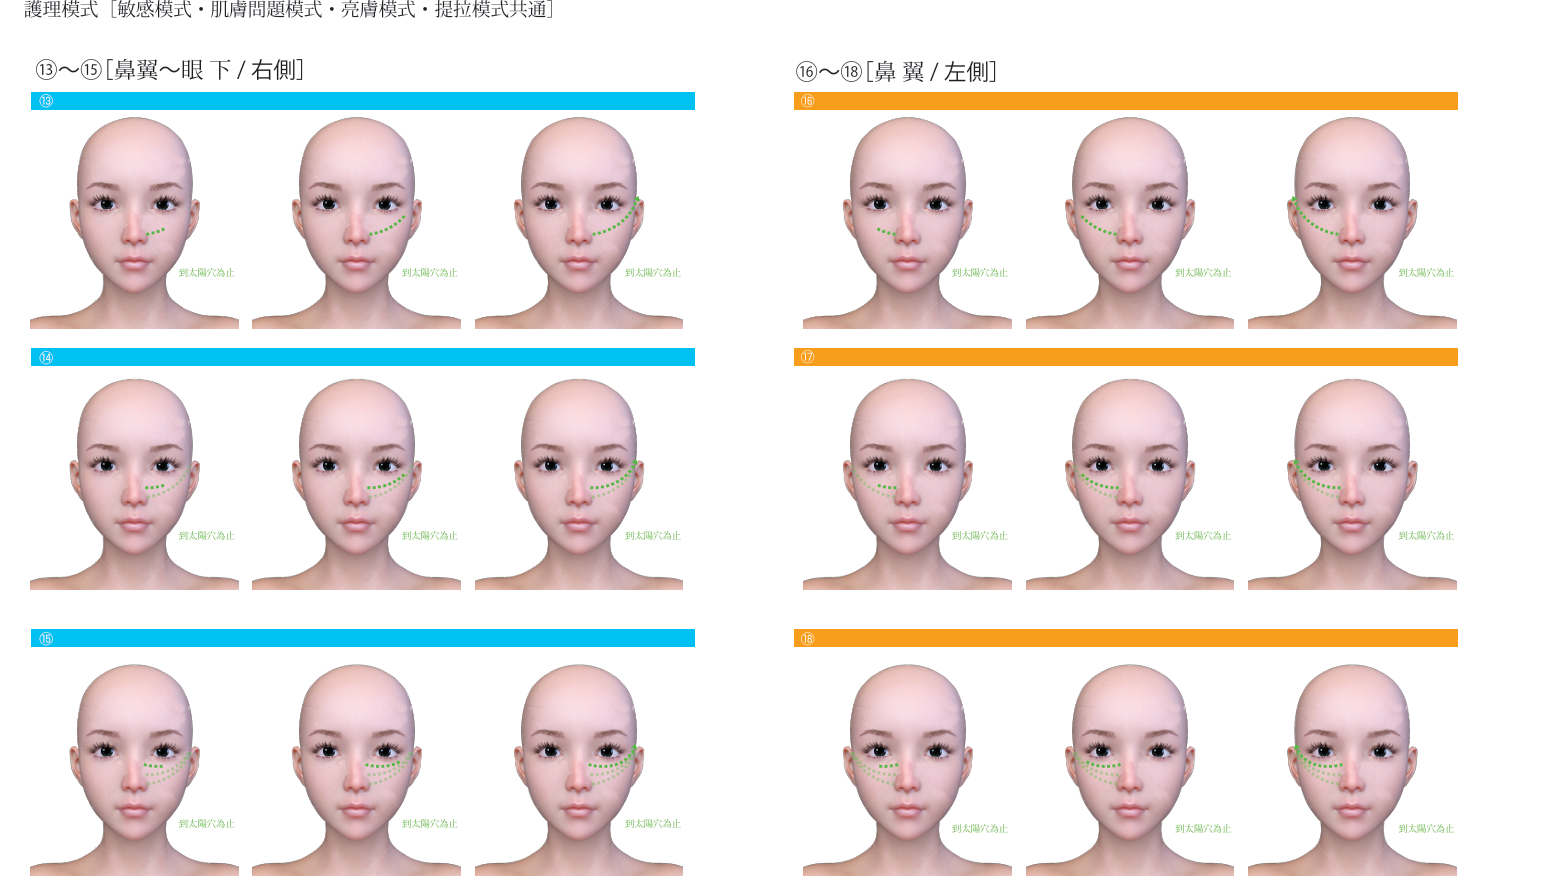 護理模式［敏感模式・肌膚問題模式・亮膚模式・提拉模式共通］
⑬～⑮［鼻翼～眼 下 / 右側］
⑬
到太陽穴為止
到太陽穴為止
到太陽穴為止
⑭
到太陽穴為止
到太陽穴為止
到太陽穴為止
⑮
到太陽穴為止
到太陽穴為止
到太陽穴為止
⑯～⑱［鼻 翼 / 左側］
⑯
到太陽穴為止
到太陽穴為止
到太陽穴為止
⑰
到太陽穴為止
到太陽穴為止
到太陽穴為止
⑱
到太陽穴為止
到太陽穴為止
到太陽穴為止